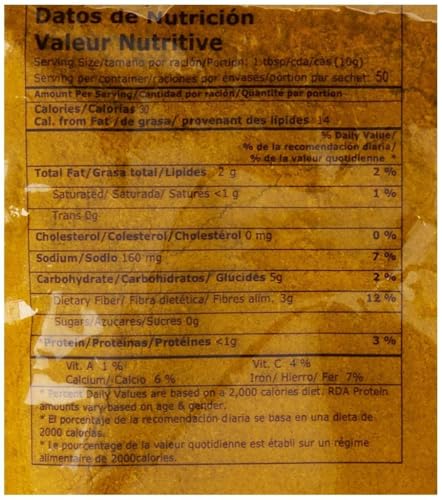 Datos de Nutrición
Valeur Nutritive
Serving Size/tamaño por ración/Portion: 1 tbsp/cda/cas (10g)
Serving per container/raciones por envases/portion par sachet: 50
Amount Per Serving/Cantidad por ración/Quantité par portion
Calories/Calorias 30
Cal. from Fat /de grasa/ provenant des lipides 14
% Daily Value/
% de la recomendación diaria/
% de la valeur quotidienne *
Total Fat/Grasa total/Lipides 2 g 2 %
Saturated/ Saturada/ Saturés <1 g 1 %
Trans 0g
Cholesterol/Colesterol/Cholestérol 0 mg 0 %
Sodium/Sodio 160 mg 7 %
Carbohydrate/Carbohidratos/ Glucides 5g 2 %
Dietary Fiber/ Fibra dietética/ Fibres alim. 3g 12 %
Sugars/Azucares/Sucres 0g
*Protein/Proteinas/Protéines <1g 3 %
Vit. A 1 % Vit. C 4 %
Calcium/ Calcio 6 % Iron/ Hierro/ Fer 7%
* Percent Daily Values are based on a 2,000 calories diet. RDA Protein
amounts vary based on age & gender.
* El porcentaje de la recomendación diaria se basa en una dieta de
2000 calorias.
* Le pourcentage de la valeur quotidienne est établi sur un régime
alimentaire de 2000calories.